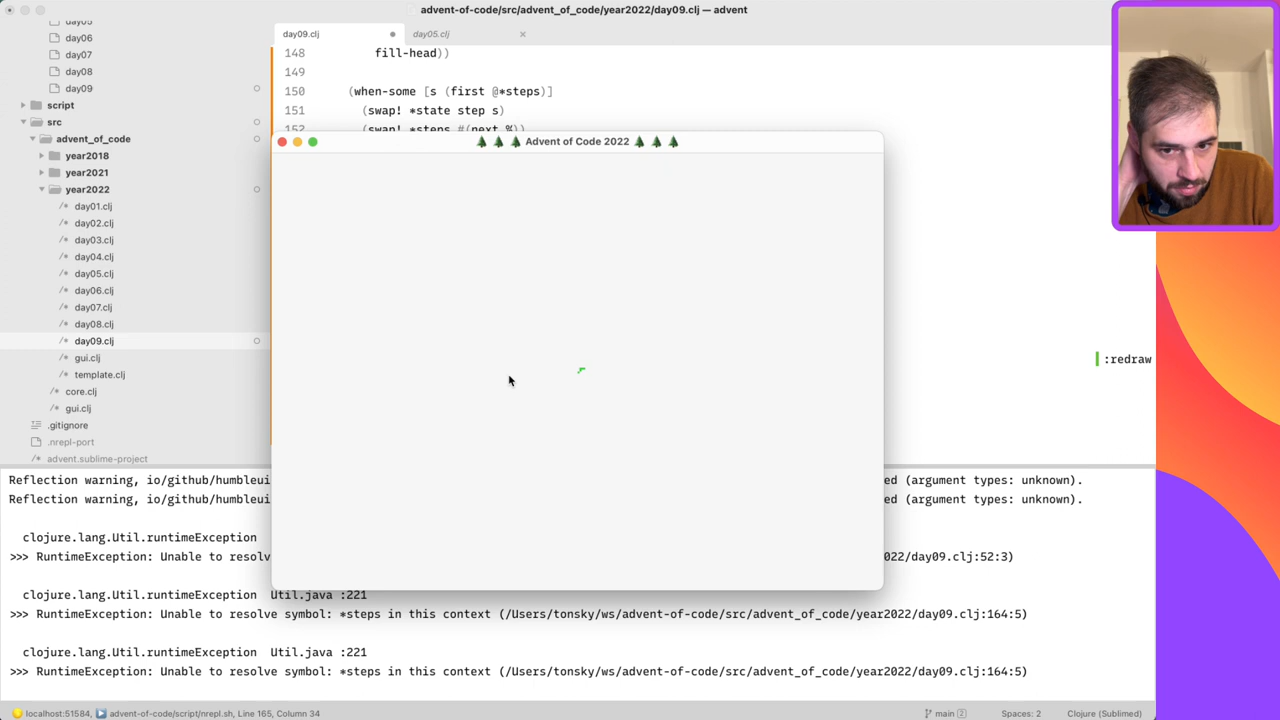 advent-of-code/src/advent_of_code/year2022/day09.clj — advent
day09.clj
day05.clj
day05
day06
day07
day08
day09
script
src
advent_of_code
year2018
year2021
year2022
day01.clj
day02.clj
day03.clj
day04.clj
day05.clj
day06.clj
day07.clj
day08.clj
day09.clj
gui.clj
template.clj
core.clj
gui.clj
.gitignore
.nrepl-port
advent.sublime-project
148 fill-head))
149
150 (when-some [s (first @*steps)]
151 (swap! *state step s)
152 (swap! *steps #(next %))
🌲 🌲 🌲 Advent of Code 2022 🌲 🌲 🌲
:redraw
Reflection warning, io/github/humbleui ed (argument types: unknown).
Reflection warning, io/github/humbleui ed (argument types: unknown).
clojure.lang.Util.runtimeException
>>> RuntimeException: Unable to resolv 2022/day09.clj:52:3)
clojure.lang.Util.runtimeException Util.java :221
>>> RuntimeException: Unable to resolve symbol: *steps in this context (/Users/tonsky/ws/advent-of-code/src/advent_of_code/year2022/day09.clj:164:5)
clojure.lang.Util.runtimeException Util.java :221
>>> RuntimeException: Unable to resolve symbol: *steps in this context (/Users/tonsky/ws/advent-of-code/src/advent_of_code/year2022/day09.clj:164:5)
localhost:51584, advent-of-code/script/nrepl.sh, Line 165, Column 34
main 2
Spaces: 2
Clojure (Sublimed)